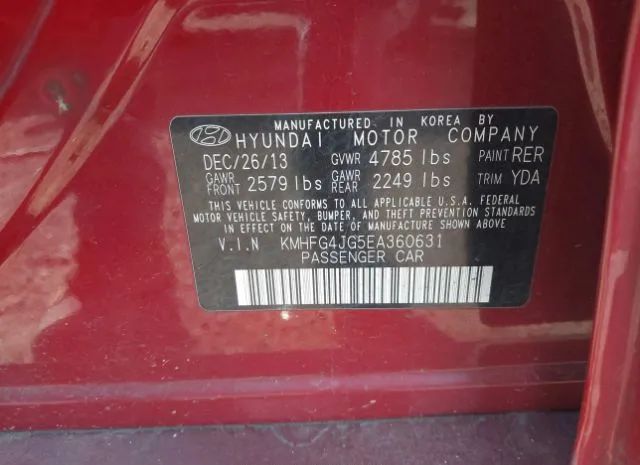 MANUFACTURED IN KOREA BY
HYUNDAI MOTOR COMPANY
DEC/26/13 GVWR 4785 lbs PAINT RER
GAWR FRONT 2579 lbs GAWR REAR 2249 lbs TRIM YDA
THIS VEHICLE CONFORMS TO ALL APPLICABLE U.S.A. FEDERAL
MOTOR VEHICLE SAFETY, BUMPER, AND THEFT PREVENTION
STANDARDS IN EFFECT ON THE DATE OF MANUFACTURE SHOWN ABOVE
V.I.N KMHFG4JG5EA360631
PASSENGER CAR